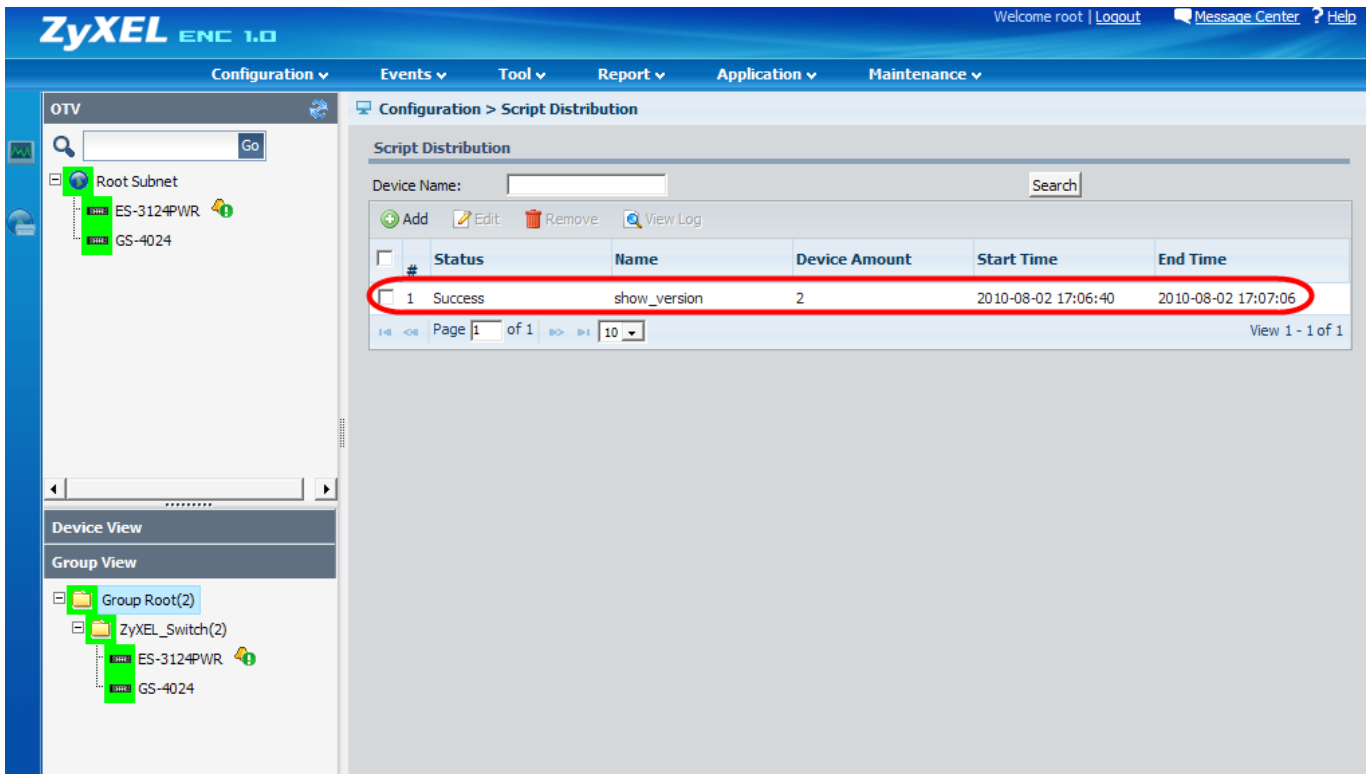 Welcome root | Logout Message Center ? Help
ZyXEL ENC 1.0
Configuration Events Tool Report Application Maintenance
OTV
Go
Root Subnet
ES-3124PWR
GS-4024
Device View
Group View
Group Root(2)
ZyXEL_Switch(2)
ES-3124PWR
GS-4024
Configuration > Script Distribution
Script Distribution
Device Name: Search
Add Edit Remove View Log
# Status Name Device Amount Start Time End Time
1 Success show_version 2 2010-08-02 17:06:40 2010-08-02 17:07:06
Page 1 of 1 10 View 1 - 1 of 1